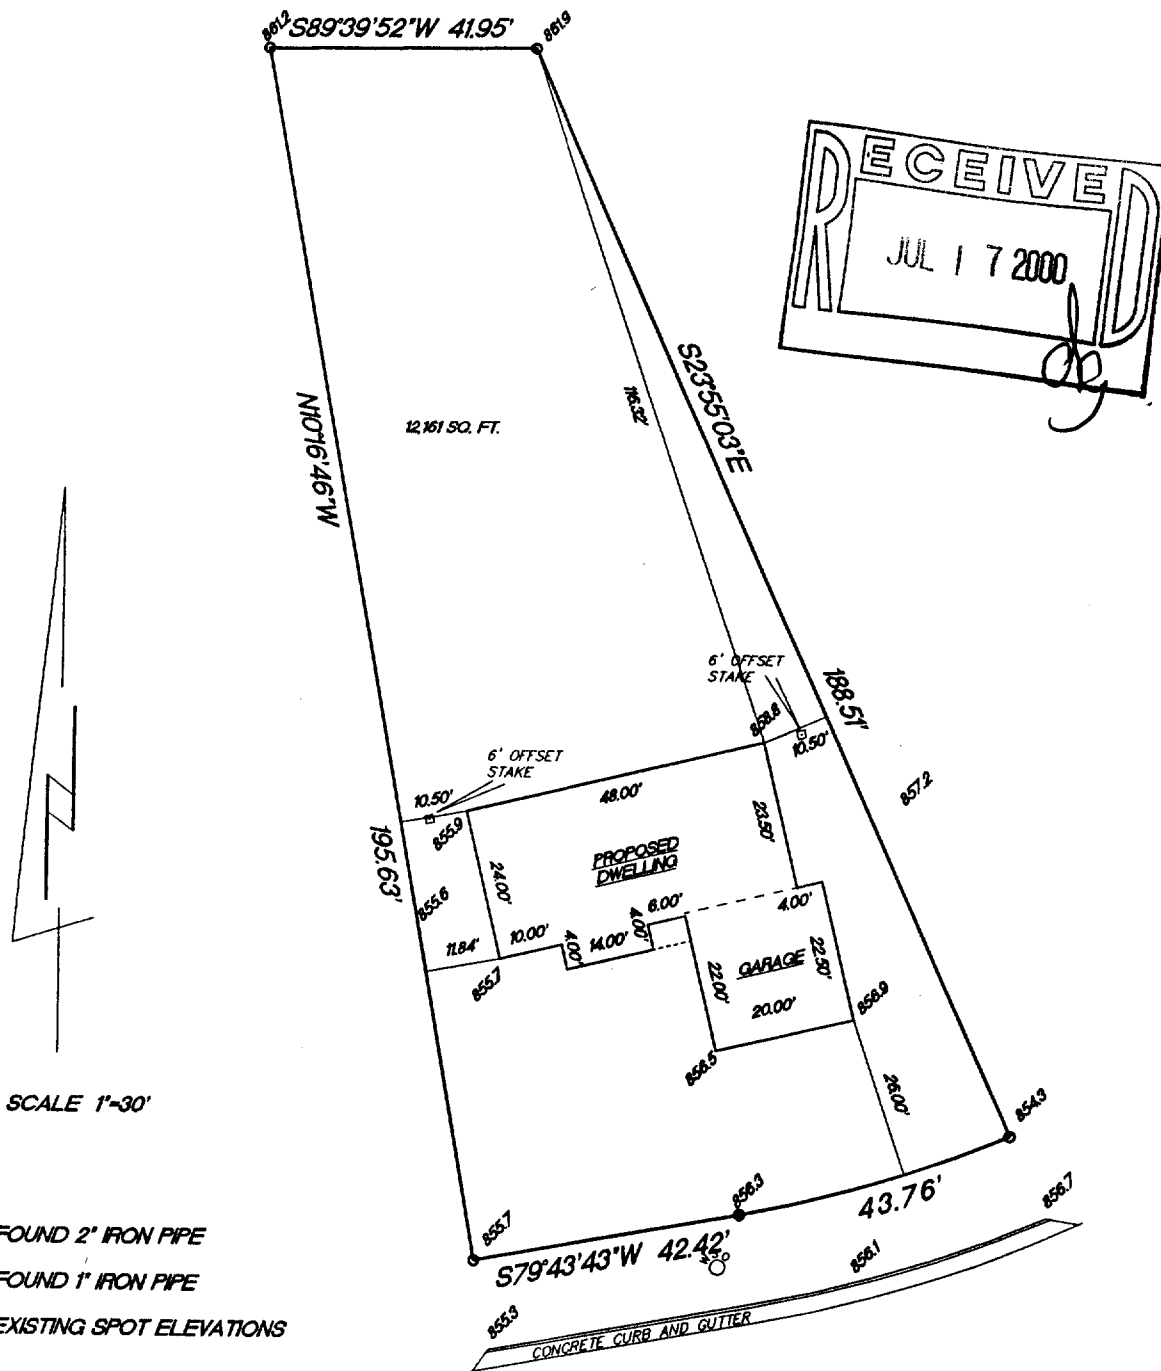 861.2
S89°39'52"W 41.95'
861.9
RECEIVED
JUL 17 2000
S23°55'03"E
116.32'
N10°16'46"W
12,161 SQ. FT.
6' OFFSET
STAKE
858.8
10.50'
188.51'
6' OFFSET
STAKE
10.50'
48.00'
857.2
855.9
23.50'
195.63'
PROPOSED
DWELLING
24.00'
855.6
6.00'
4.00'
4.00'
11.84'
10.00'
4.00'
14.00'
GARAGE
22.50'
22.00'
855.7
20.00'
856.9
856.5
26.00'
SCALE 1"=30'
854.3
856.3
43.76'
856.7
FOUND 2" IRON PIPE
855.7
S79°43'43"W 42.42'
856.1
FOUND 1" IRON PIPE
EXISTING SPOT ELEVATIONS
855.3
CONCRETE CURB AND GUTTER